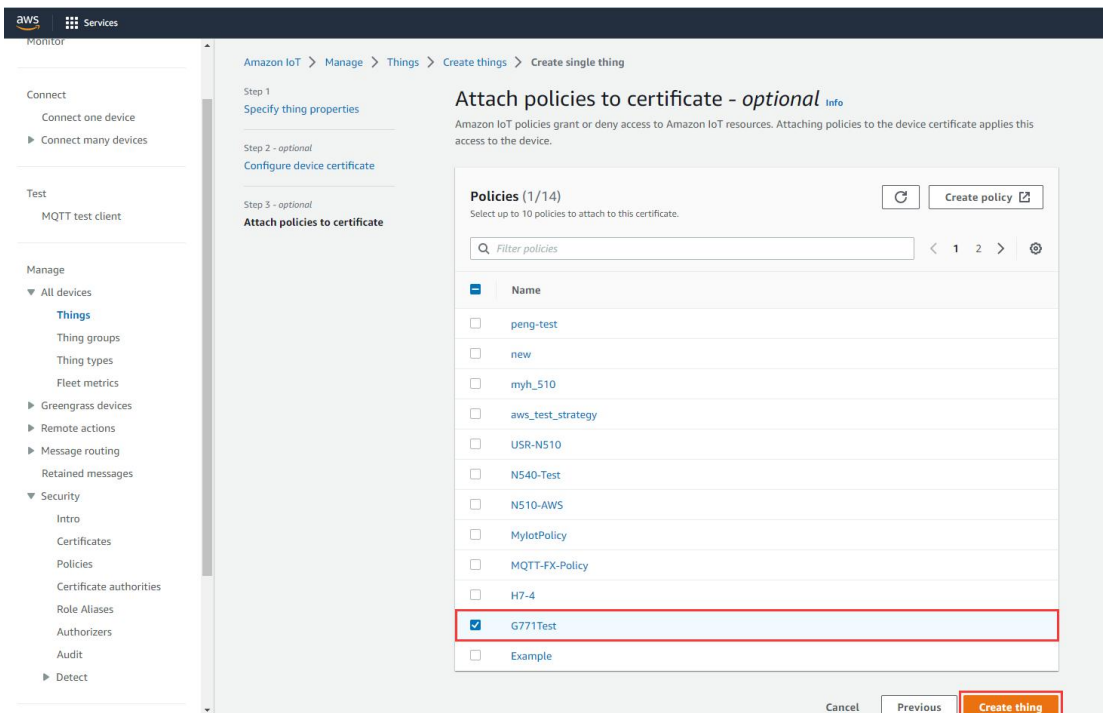 aws
Services
Monitor
Connect
Connect one device
Connect many devices
Test
MQTT test client
Manage
All devices
Things
Thing groups
Thing types
Fleet metrics
Greengrass devices
Remote actions
Message routing
Retained messages
Security
Intro
Certificates
Policies
Certificate authorities
Role Aliases
Authorizers
Audit
Detect
Amazon IoT > Manage > Things > Create things > Create single thing
Step 1
Specify thing properties
Step 2 - optional
Configure device certificate
Step 3 - optional
Attach policies to certificate
Attach policies to certificate - optional Info
Amazon IoT policies grant or deny access to Amazon IoT resources. Attaching policies to the device certificate applies this
access to the device.
Policies (1/14)
Select up to 10 policies to attach to this certificate.
Create policy
Filter policies
< 1 2 >
Name
peng-test
new
myh_510
aws_test_strategy
USR-N510
N540-Test
N510-AWS
MyIotPolicy
MQTT-FX-Policy
H7-4
G771Test
Example
Cancel
Previous
Create thing